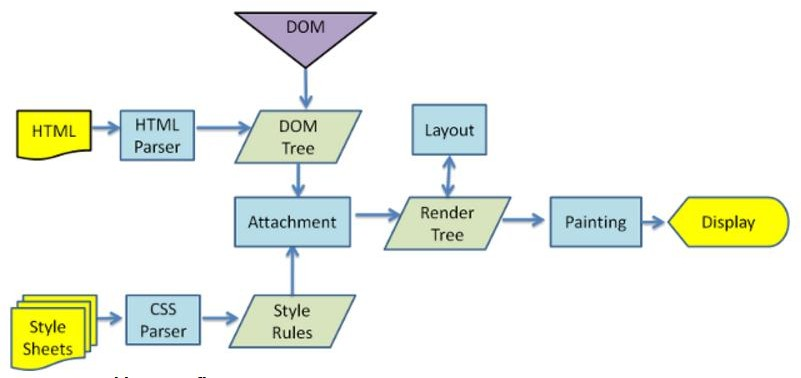 DOM
HTML
HTML
Parser
DOM
Tree
Layout
Attachment
Render
Tree
Painting
Display
Style
Sheets
CSS
Parser
Style
Rules